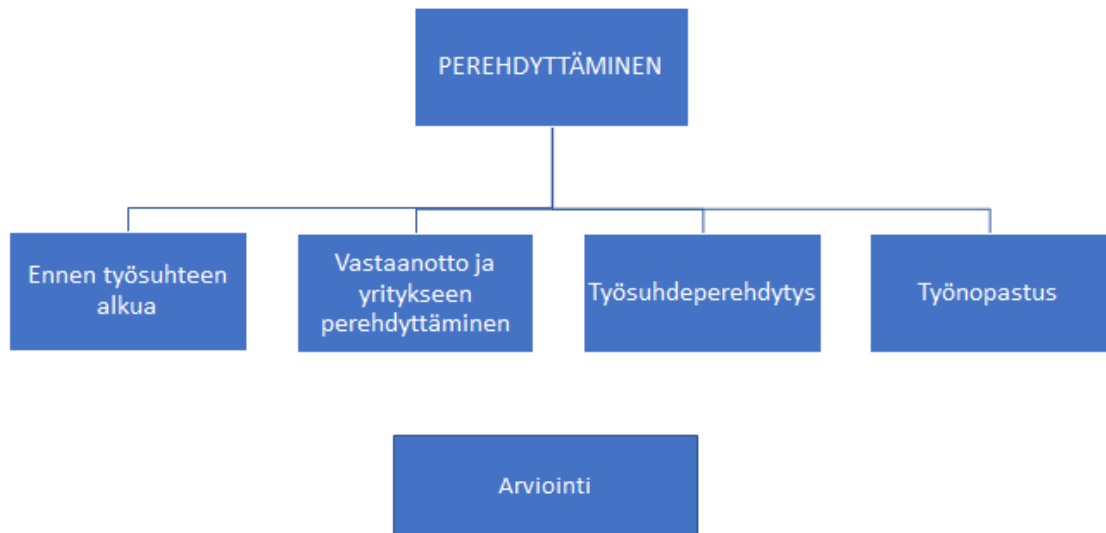 PEREHDYTTÄMINEN
Ennen työsuhteen
alkua
Vastaanotto ja
yritykseen
perehdyttäminen
Työsuhdeperehdytys
Työnopastus
Arviointi